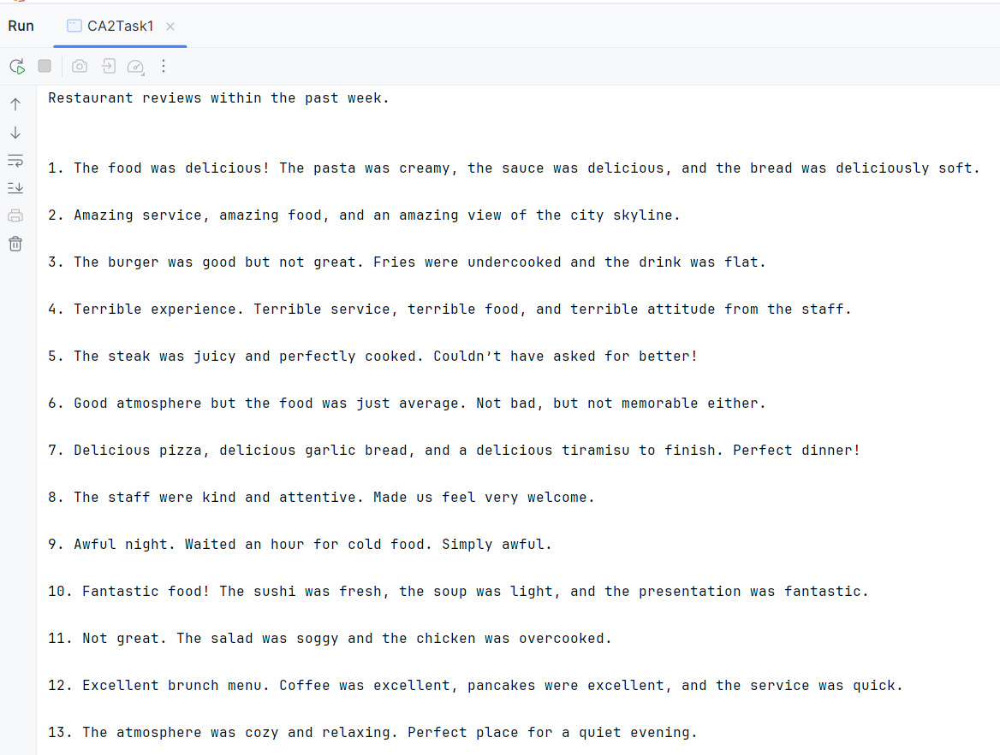 Run
CA2Task1
Restaurant reviews within the past week.
1. The food was delicious! The pasta was creamy, the sauce was delicious, and the bread was deliciously soft.
2. Amazing service, amazing food, and an amazing view of the city skyline.
3. The burger was good but not great. Fries were undercooked and the drink was flat.
4. Terrible experience. Terrible service, terrible food, and terrible attitude from the staff.
5. The steak was juicy and perfectly cooked. Couldn’t have asked for better!
6. Good atmosphere but the food was just average. Not bad, but not memorable either.
7. Delicious pizza, delicious garlic bread, and a delicious tiramisu to finish. Perfect dinner!
8. The staff were kind and attentive. Made us feel very welcome.
9. Awful night. Waited an hour for cold food. Simply awful.
10. Fantastic food! The sushi was fresh, the soup was light, and the presentation was fantastic.
11. Not great. The salad was soggy and the chicken was overcooked.
12. Excellent brunch menu. Coffee was excellent, pancakes were excellent, and the service was quick.
13. The atmosphere was cozy and relaxing. Perfect place for a quiet evening.